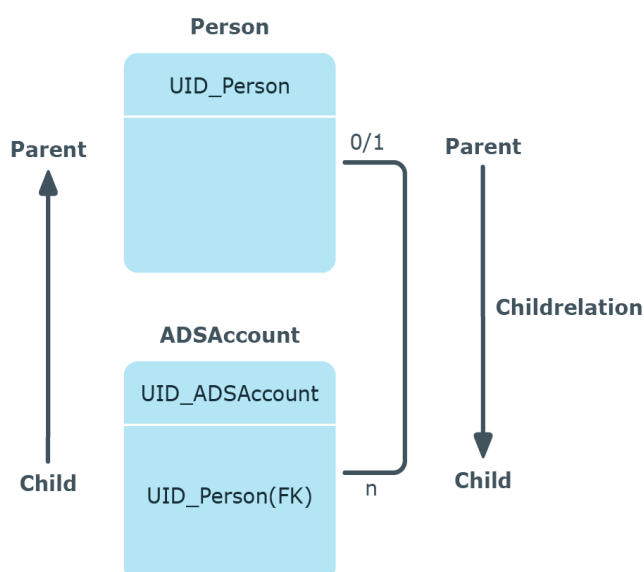 Person
UID_Person
0/1
Parent
Parent
Childrelation
ADSAccount
UID_ADSAccount
Child
UID_Person(FK)
n
Child